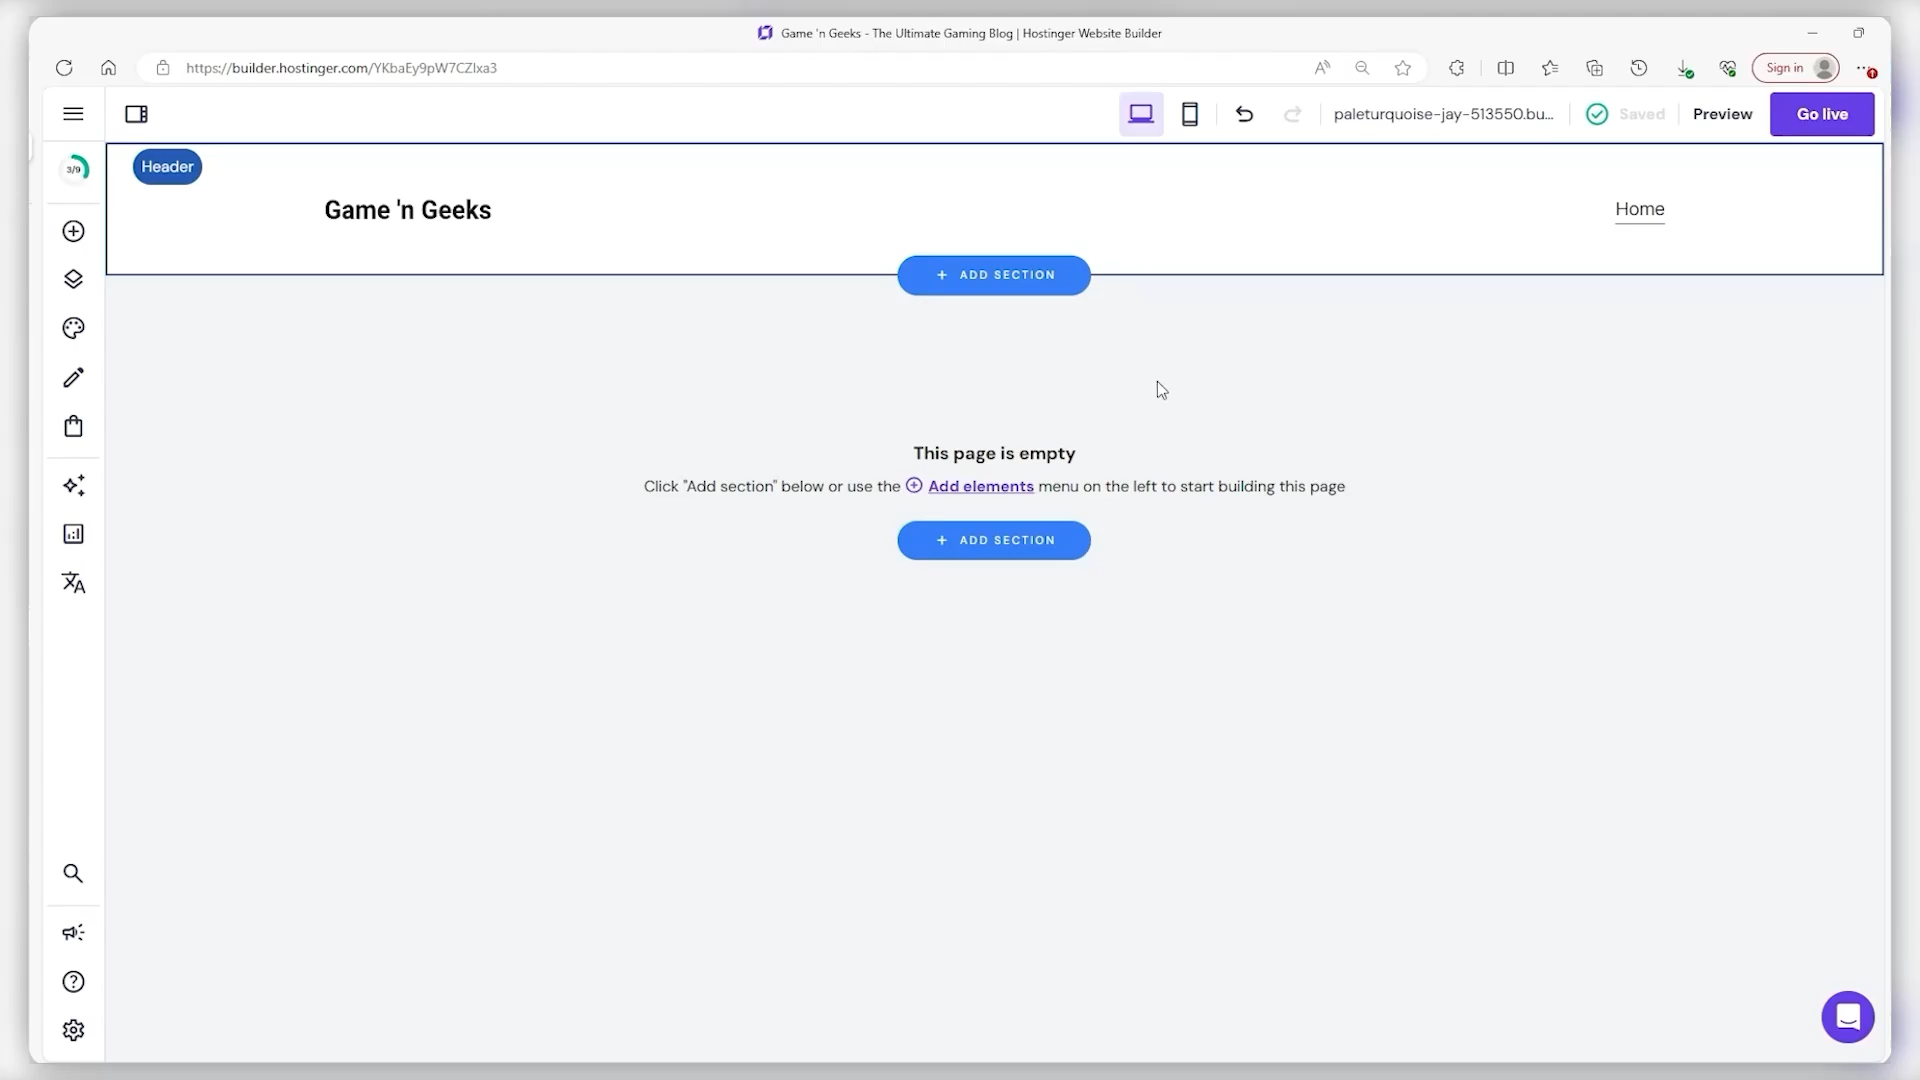 Game 'n Geeks - The Ultimate Gaming Blog | Hostinger Website Builder
https://builder.hostinger.com/YKbaEy9pW7CZlxa3
Sign in
paleturquoise-jay-513550.bu...
Saved
Preview
Go live
3/9
Header
Game 'n Geeks
Home
+ ADD SECTION
This page is empty
Click "Add section" below or use the Add elements menu on the left to start building this page
+ ADD SECTION